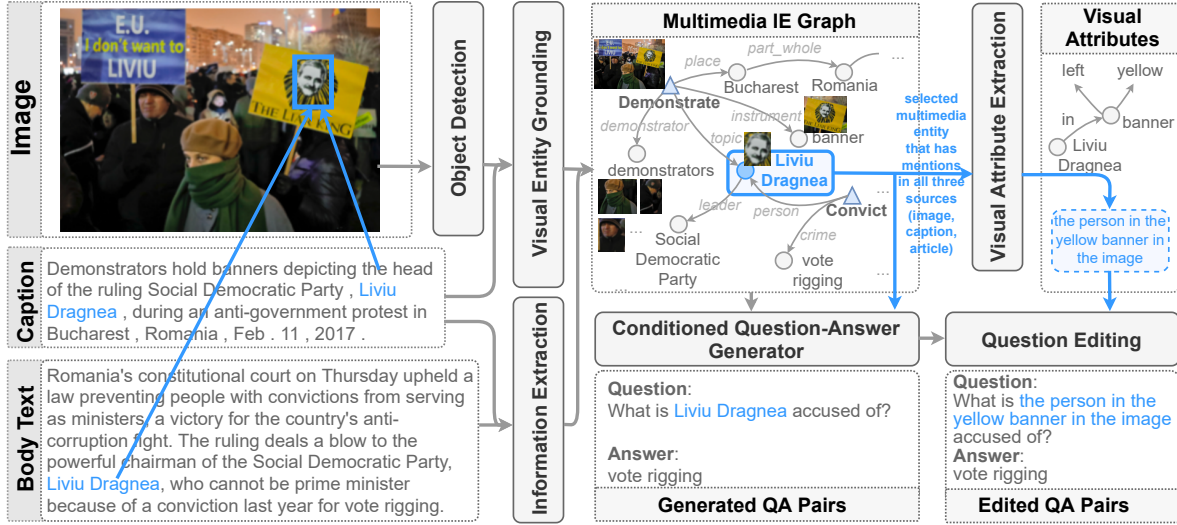 Image
E.U.
I don't want to
LIVIU
THE LIVI KING
Caption
Demonstrators hold banners depicting the head
of the ruling Social Democratic Party , Liviu
Dragnea , during an anti-government protest in
Bucharest , Romania , Feb . 11 , 2017 .
Body Text
Romania's constitutional court on Thursday upheld a
law preventing people with convictions from serving
as ministers, a victory for the country's anti-
corruption fight. The ruling deals a blow to the
powerful chairman of the Social Democratic Party,
Liviu Dragnea, who cannot be prime minister
because of a conviction last year for vote rigging.
Object Detection
Visual Entity Grounding
Information Extraction
Multimedia IE Graph
place
part_whole
Bucharest
Romania
...
Demonstrate
demonstrator
instrument
topic
banner
demonstrators
Liviu
Dragnea
...
leader
person
Convict
...
Social
Democratic
Party
crime
vote
rigging
...
...
selected
multimedia
entity
that has
mentions
in all three
sources
(image,
caption,
article)
Visual Attribute Extraction
Visual
Attributes
left
yellow
in
banner
Liviu
Dragnea
the person in the
yellow banner in
the image
Conditioned Question-Answer
Generator
Question:
What is Liviu Dragnea accused of?
Answer:
vote rigging
Generated QA Pairs
Question Editing
Question:
What is the person in the
yellow banner in the image
accused of?
Answer:
vote rigging
Edited QA Pairs